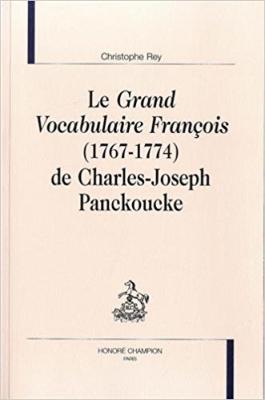 Christophe Rey
Le Grand
Vocabulaire François
(1767-1774)
de Charles-Joseph
Panckoucke
HONORÉ CHAMPION
PARIS